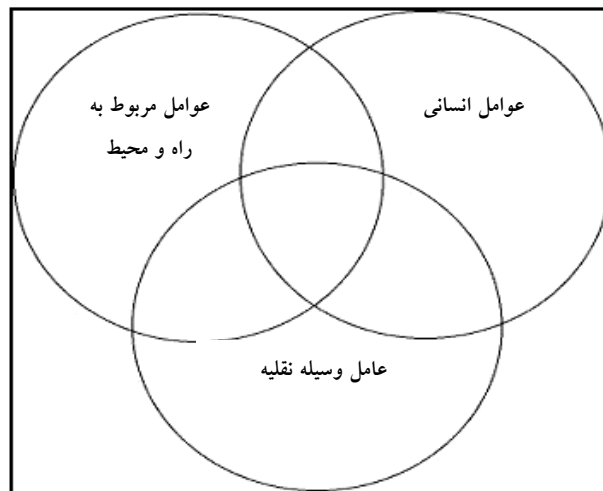 عوامل انسانی
عوامل مربوط به
راه و محیط
عامل وسیله نقلیه